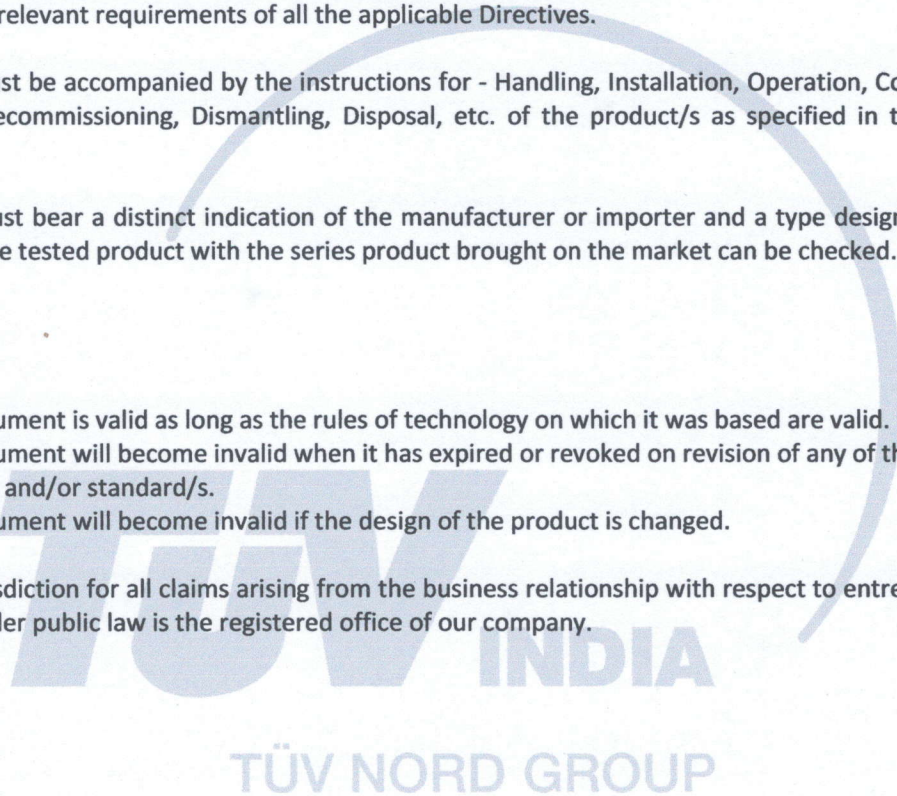 relevant requirements of all the applicable Directives.
st be accompanied by the instructions for - Handling, Installation, Operation, Co
ecommissioning, Dismantling, Disposal, etc. of the product/s as specified in t
ust bear a distinct indication of the manufacturer or importer and a type design
e tested product with the series product brought on the market can be checked.
ument is valid as long as the rules of technology on which it was based are valid.
ument will become invalid when it has expired or revoked on revision of any of th
and/or standard/s.
ument will become invalid if the design of the product is changed.
sdiction for all claims arising from the business relationship with respect to entre
der public law is the registered office of our company.
TÜV INDIA
TÜV NORD GROUP